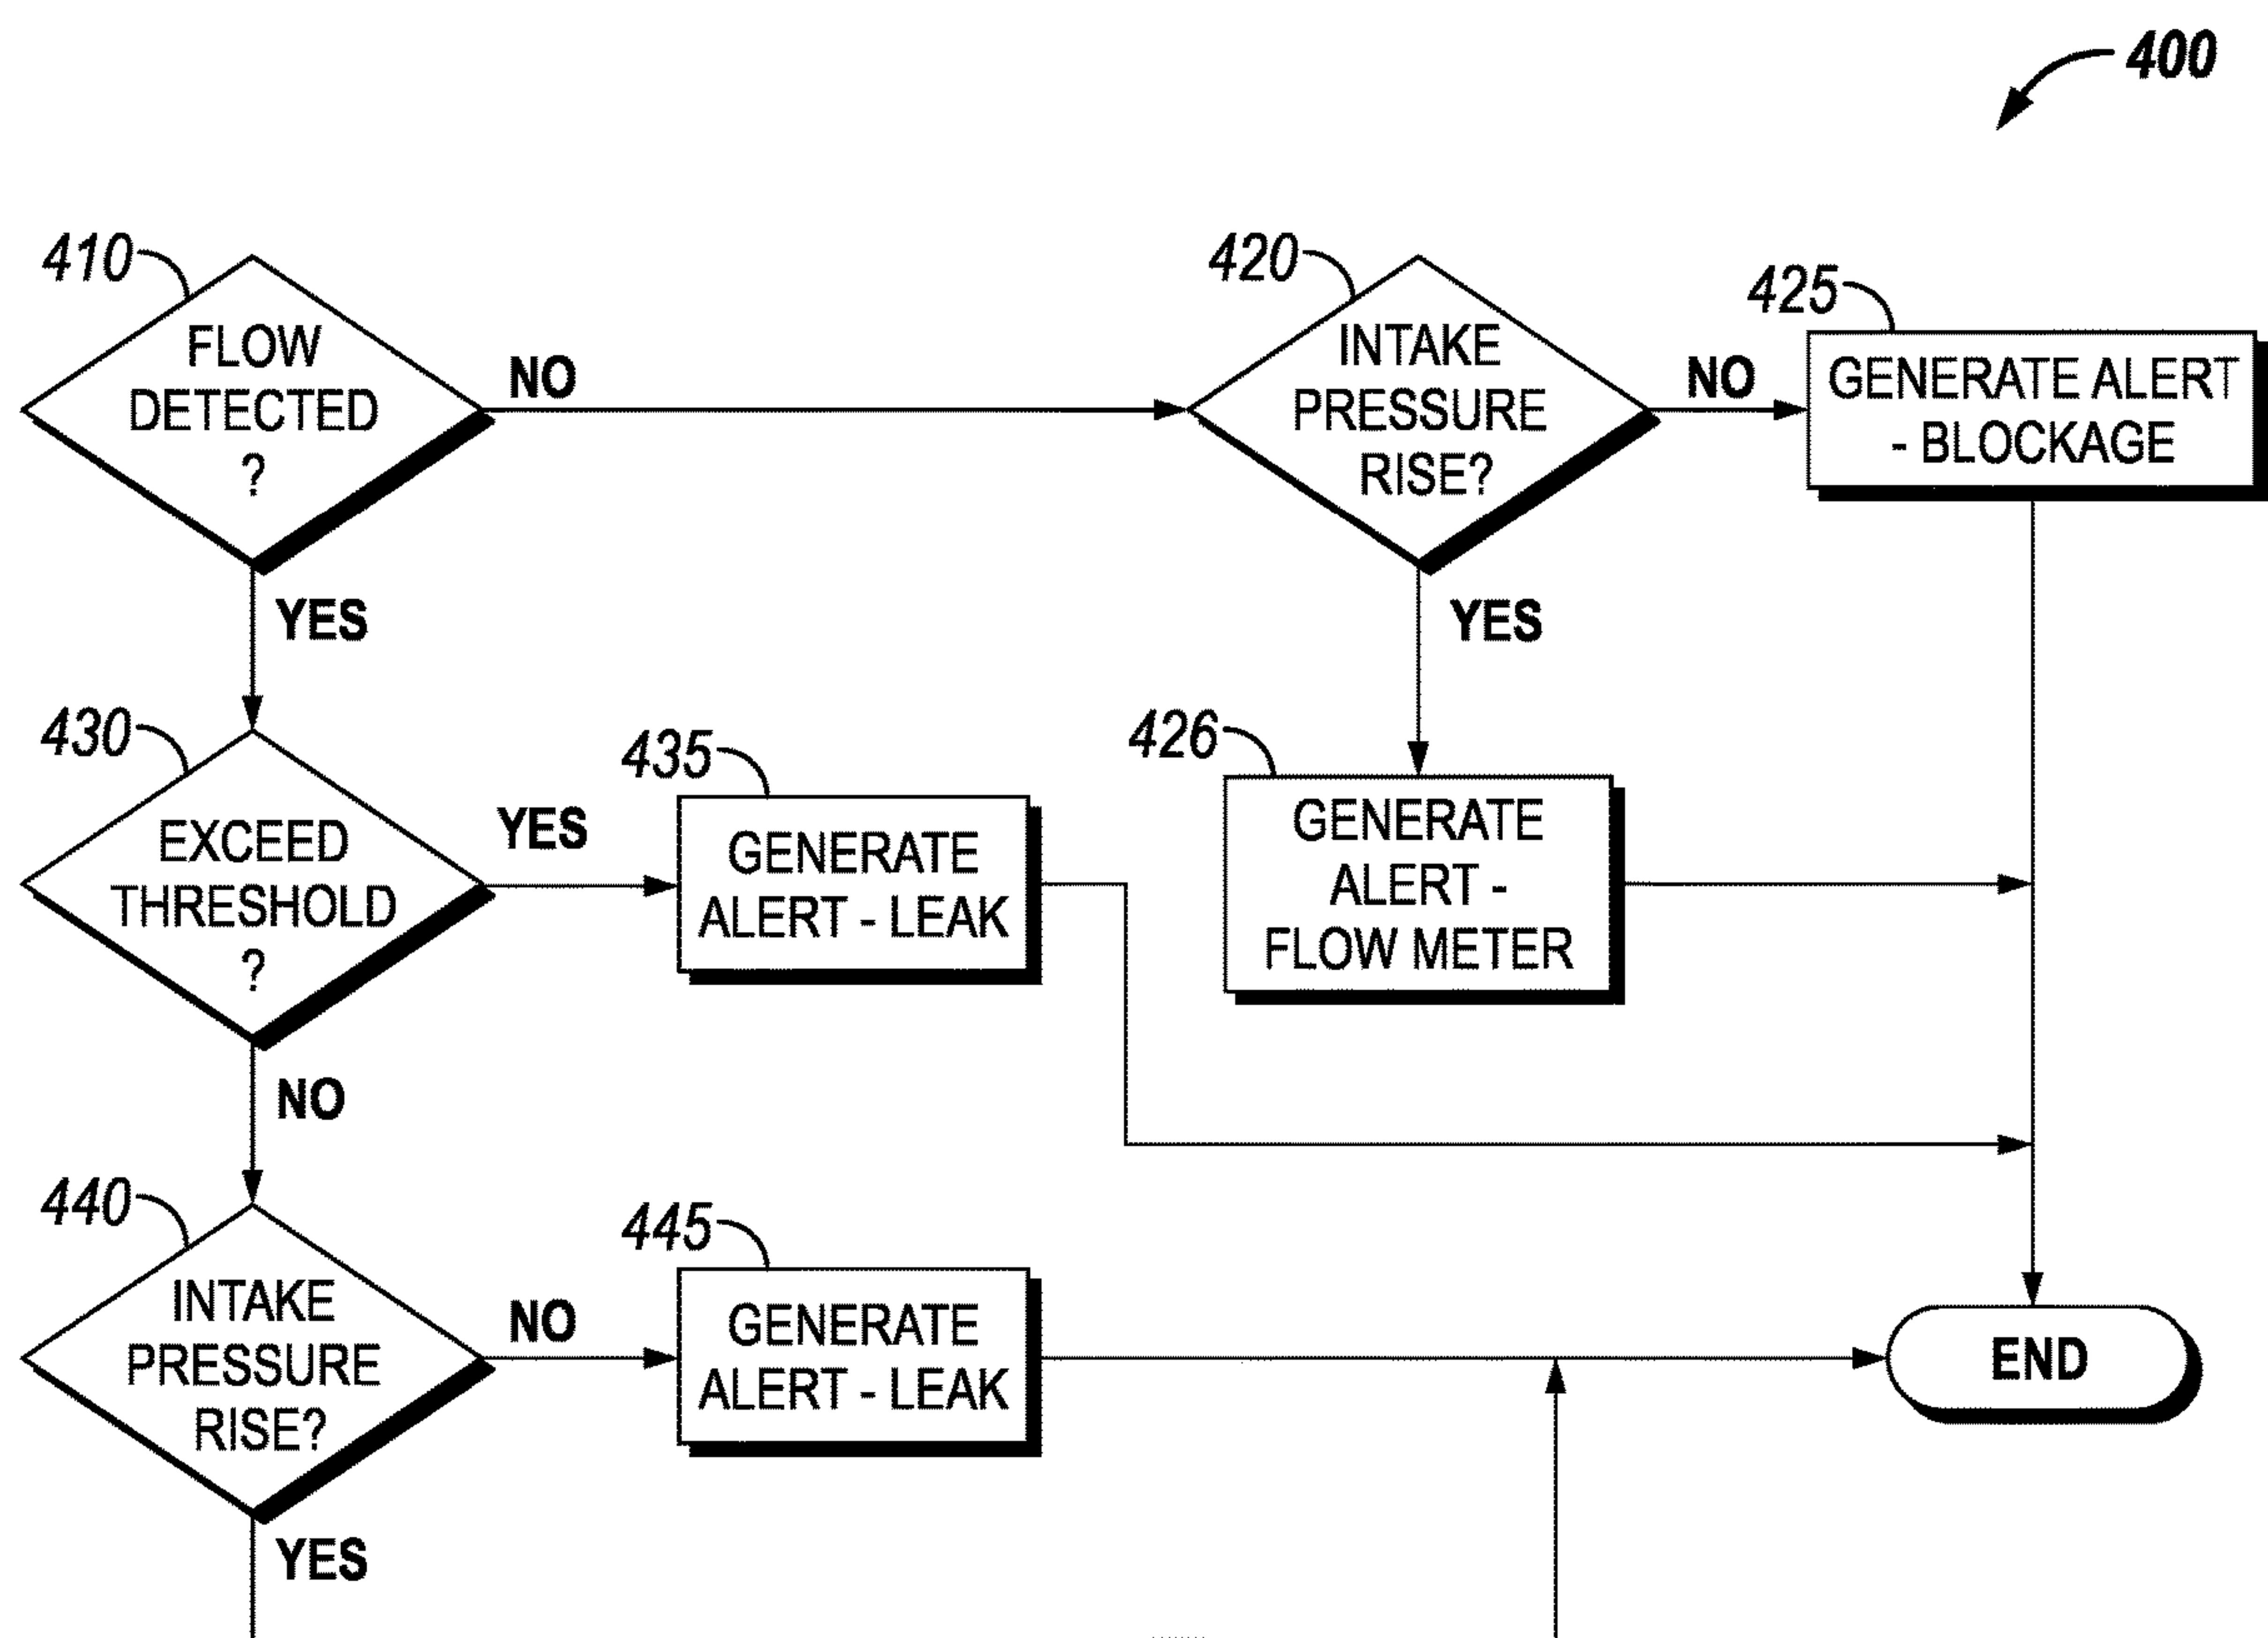 400
410
FLOW
DETECTED
?
NO
420
INTAKE
PRESSURE
RISE?
NO
425
GENERATE ALERT
- BLOCKAGE
YES
YES
430
EXCEED
THRESHOLD
?
YES
435
GENERATE
ALERT - LEAK
426
GENERATE
ALERT -
FLOW METER
NO
440
INTAKE
PRESSURE
RISE?
NO
445
GENERATE
ALERT - LEAK
END
YES